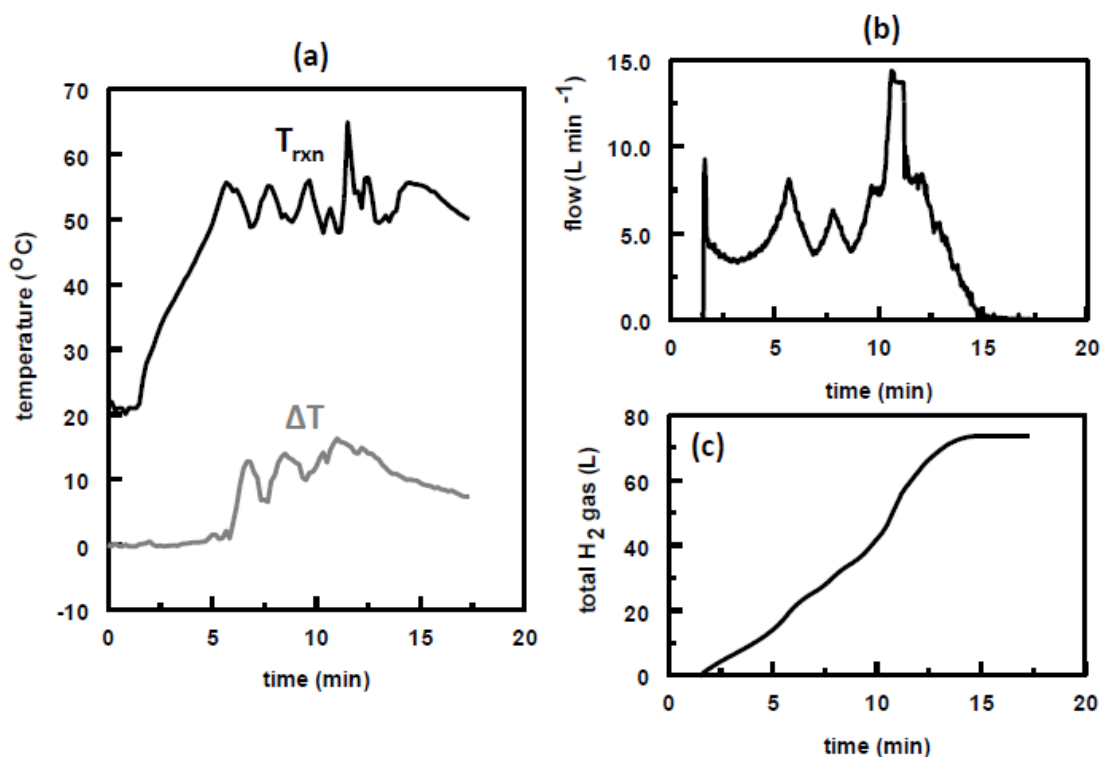 (a)
70
60
50
40
30
20
10
0
-10
temperature (°C)
T_rxn
ΔT
0 5 10 15 20
time (min)
(b)
15.0
10.0
5.0
0.0
flow (L min ⁻¹)
0 5 10 15 20
time (min)
(c)
80
60
40
20
0
total H₂ gas (L)
0 5 10 15 20
time (min)